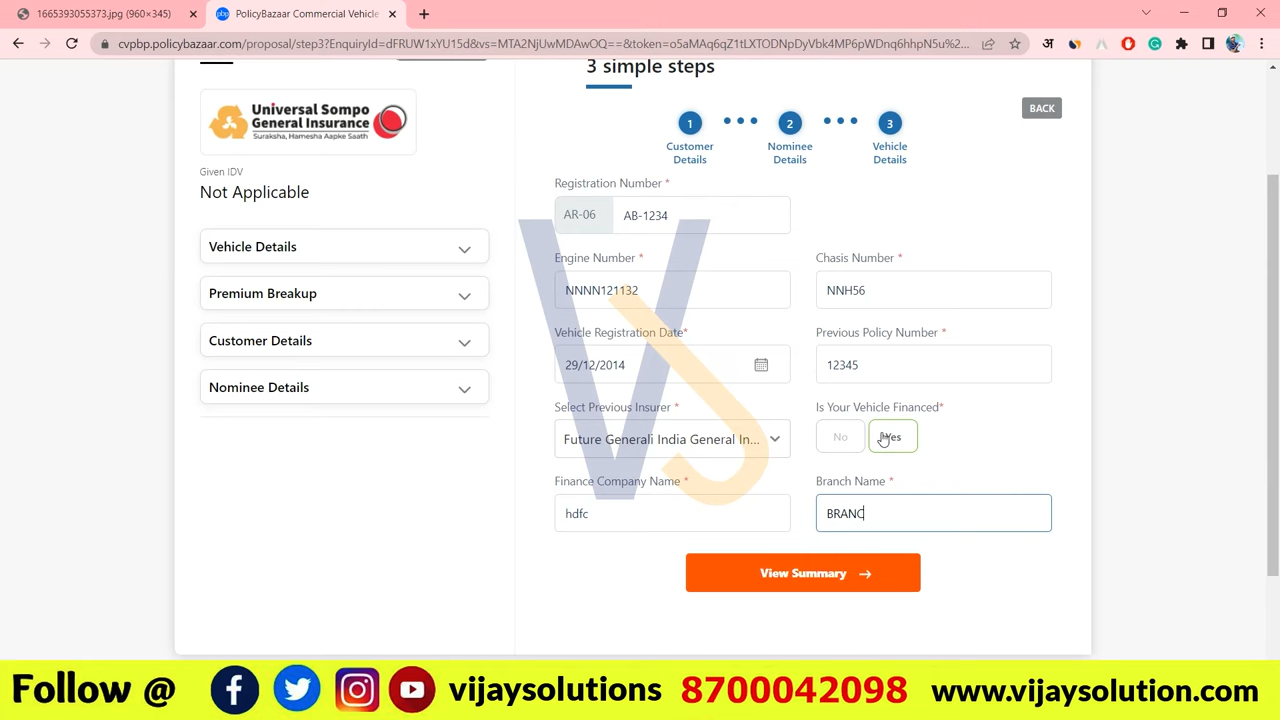 1665393055373.jpg (960×345)
PolicyBazaar Commercial Vehicle
cvpbp.policybazaar.com/proposal/step3?EnquiryId=dFRUW1xYU15d&vs=MTA2NjUwMDAwOQ==&token=o5aMAq6qZ1tLXTODNpDyVbk4MP6pWDnq6hhpN5u%2...
अ
3 simple steps
BACK
Universal Sompo
General Insurance
Suraksha, Hamesha Aapke Saath
1
2
3
Customer
Details
Nominee
Details
Vehicle
Details
Given IDV
Not Applicable
Vehicle Details
Premium Breakup
Customer Details
Nominee Details
Registration Number *
AR-06
AB-1234
Engine Number *
Chasis Number *
NNNN121132
NNH56
Vehicle Registration Date*
Previous Policy Number *
29/12/2014
12345
Select Previous Insurer *
Is Your Vehicle Financed*
Future Generali India General In...
No
Yes
Finance Company Name *
Branch Name *
hdfc
BRANC
View Summary
Follow @
vijaysolutions
8700042098
www.vijaysolution.com